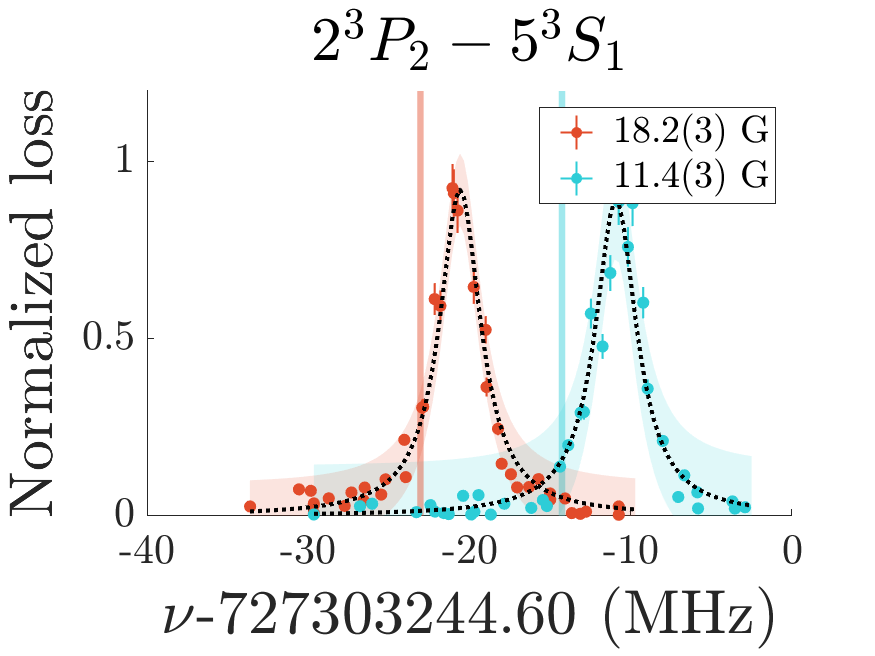 2³P₂ − 5³S₁
18.2(3) G
11.4(3) G
Normalized loss
1
0.5
0
-40 -30 -20 -10 0
ν-727303244.60 (MHz)